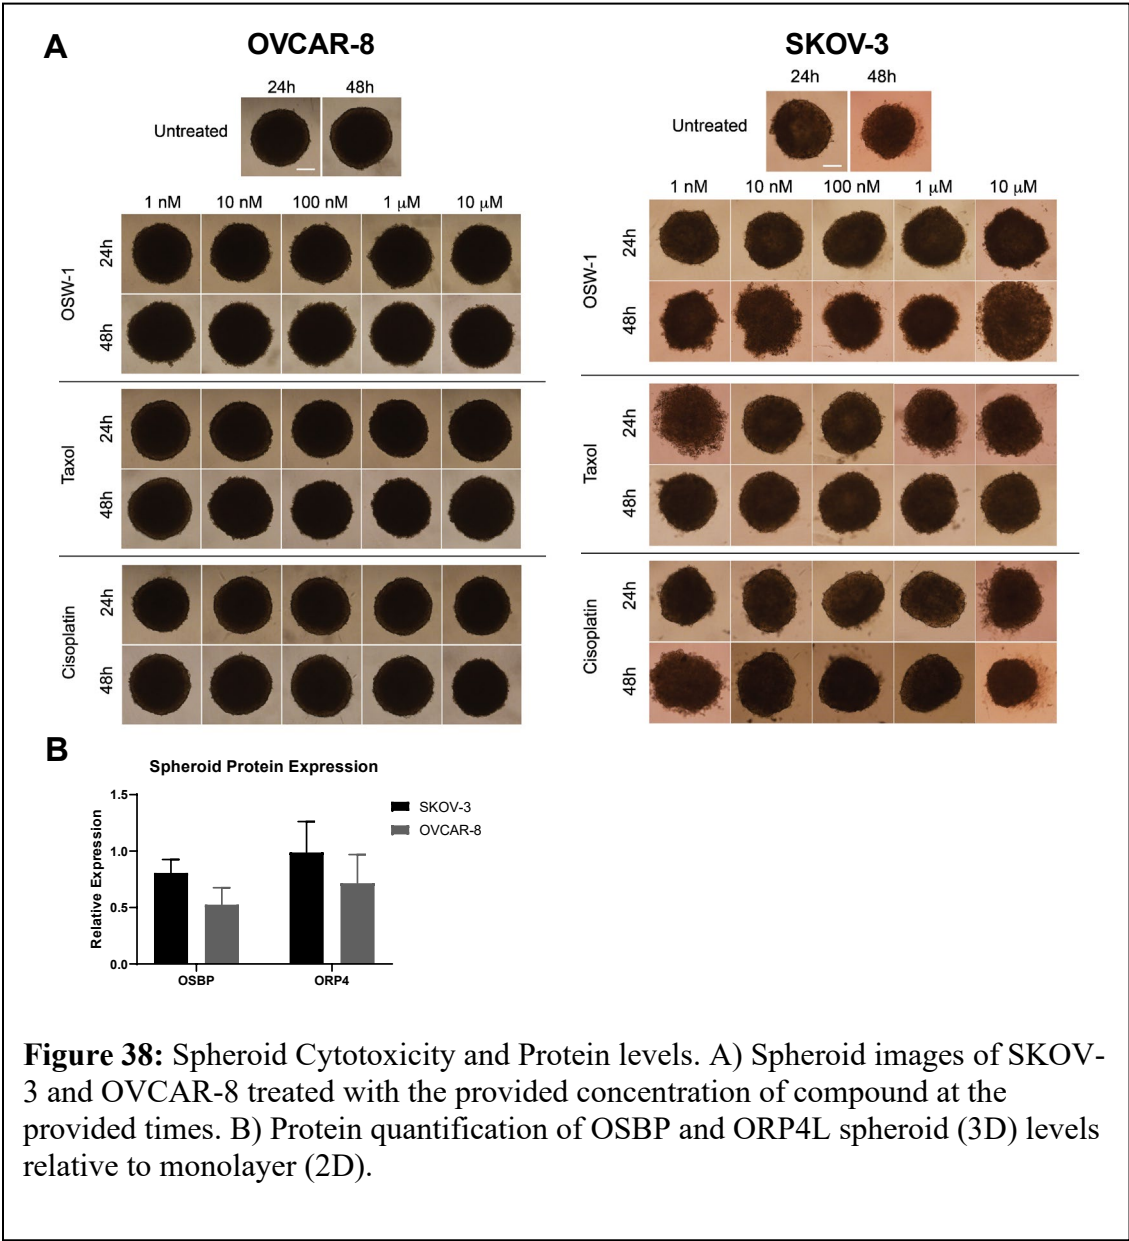 A
OVCAR-8
SKOV-3
24h 48h
Untreated
24h 48h
Untreated
1 nM 10 nM 100 nM 1 μM 10 μM
OSW-1
24h
48h
Taxol
24h
48h
Cisoplatin
24h
48h
1 nM 10 nM 100 nM 1 μM 10 μM
OSW-1
24h
48h
Taxol
24h
48h
Cisoplatin
24h
48h
B
Spheroid Protein Expression
Relative Expression
1.5
1.0
0.5
0.0
OSBP ORP4
SKOV-3
OVCAR-8
Figure 38: Spheroid Cytotoxicity and Protein levels. A) Spheroid images of SKOV-
3 and OVCAR-8 treated with the provided concentration of compound at the
provided times. B) Protein quantification of OSBP and ORP4L spheroid (3D) levels
relative to monolayer (2D).